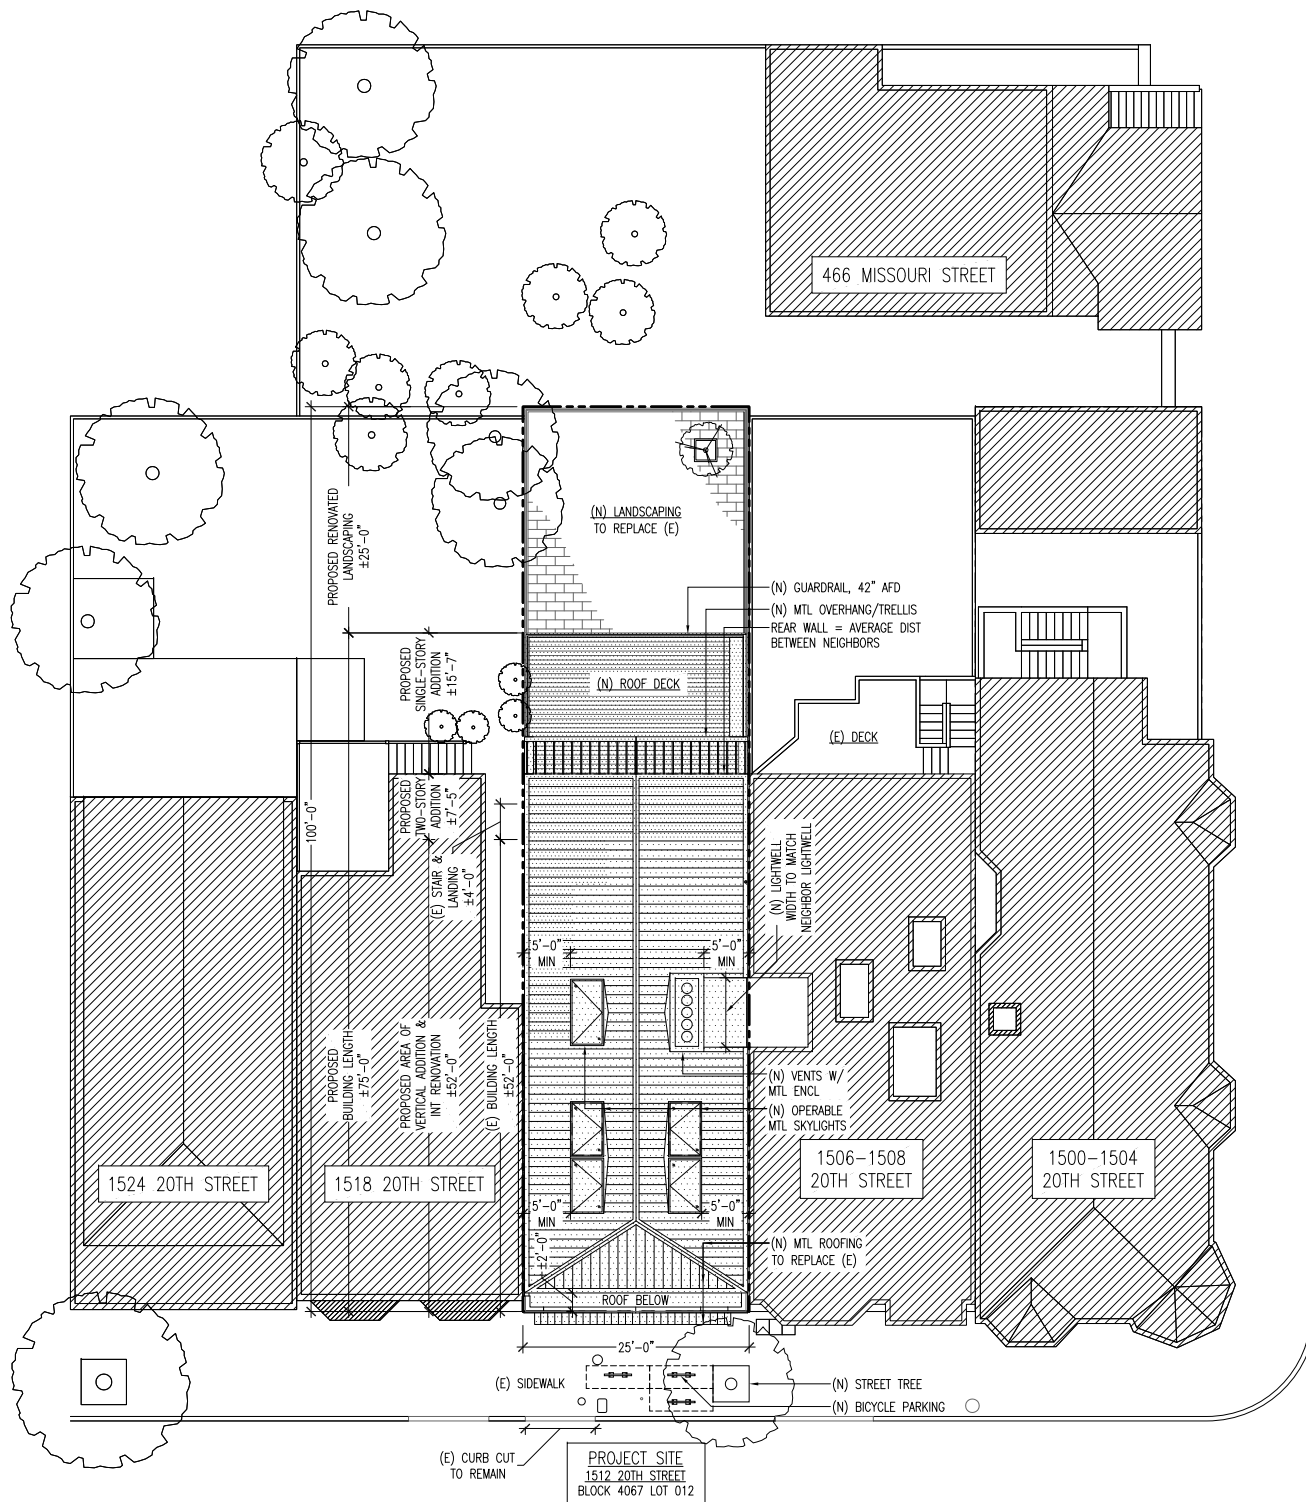 466 MISSOURI STREET
PROPOSED RENOVATED
LANDSCAPING
±25'-0"
(N) LANDSCAPING
TO REPLACE (E)
(N) GUARDRAIL, 42" AFD
(N) MTL OVERHANG/TRELLIS
REAR WALL = AVERAGE DIST
BETWEEN NEIGHBORS
PROPOSED
SINGLE-STORY
ADDITION
±15'-7"
(N) ROOF DECK
(E) DECK
100'-0"
PROPOSED
TWO-STORY
ADDITION
±7'-5"
(E) STAIR &
LANDING
±4'-0"
(N) LIGHTWELL
WIDTH TO MATCH
NEIGHBOR LIGHTWELL
5'-0"
MIN
5'-0"
MIN
PROPOSED
BUILDING LENGTH
±75'-0"
PROPOSED AREA OF
VERTICAL ADDITION &
INT RENOVATION
±52'-0"
(E) BUILDING LENGTH
±52'-0"
(N) VENTS W/
MTL ENCL
(N) OPERABLE
MTL SKYLIGHTS
1524 20TH STREET
1518 20TH STREET
1506-1508
20TH STREET
1500-1504
20TH STREET
5'-0"
MIN
5'-0"
MIN
±2'-0"
(N) MTL ROOFING
TO REPLACE (E)
ROOF BELOW
25'-0"
(E) SIDEWALK
(N) STREET TREE
(N) BICYCLE PARKING
(E) CURB CUT
TO REMAIN
PROJECT SITE
1512 20TH STREET
BLOCK 4067 LOT 012